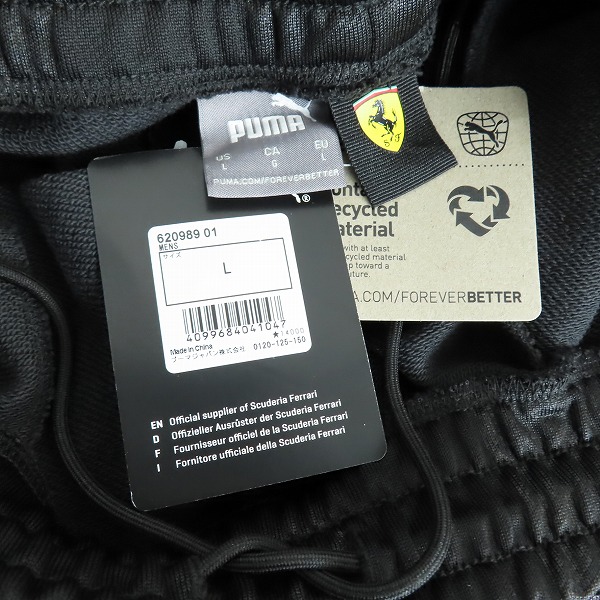 PUMA
US CA EU
L G L
PUMA.COM/FOREVERBETTER
S F
®
620989 01
MENS
サイズ
L
4099684041047
★14000
Made in China
プーマジャパン株式会社 0120-125-150
EN Official supplier of Scuderia Ferrari
D Offizieller Ausrüster der Scuderia Ferrari
F Fournisseur officiel de la Scuderia Ferrari
I Fornitore ufficiale della Scuderia Ferrari
ecycled
aterial
with at least
cycled material
p toward a
uture.
A.COM/FOREVERBETTER